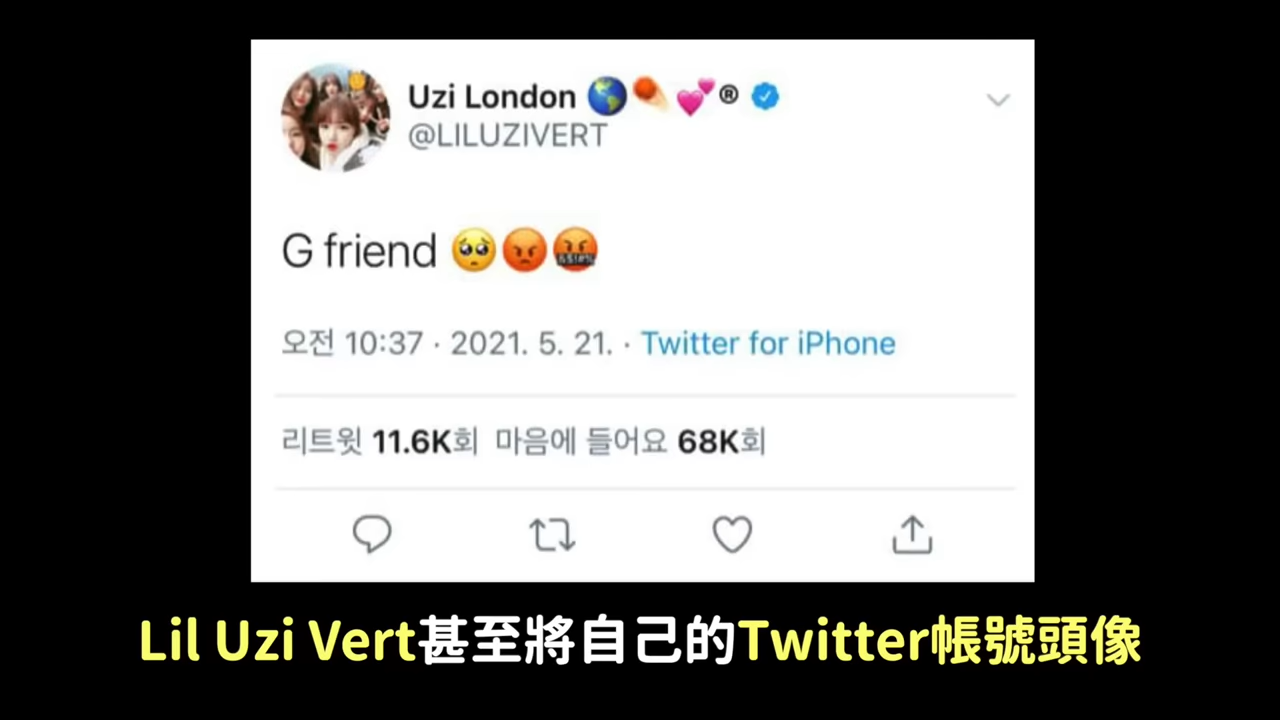 Uzi London 🌎☄️💕®
@LILUZIVERT
G friend 🥺😡🤬
오전 10:37 · 2021. 5. 21. · Twitter for iPhone
리트윗 11.6K회 마음에 들어요 68K회
Lil Uzi Vert甚至將自己的Twitter帳號頭像